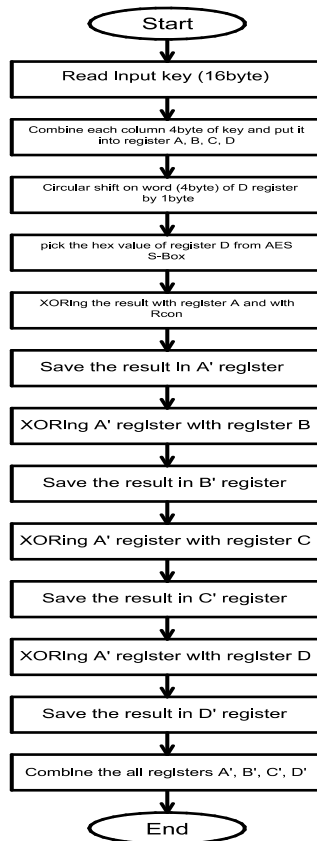 Start
Read Input key (16byte)
Combine each column 4byte of key and put it
into register A, B, C, D
Circular shift on word (4byte) of D register
by 1byte
pick the hex value of register D from AES
S-Box
XORing the result with register A and with
Rcon
Save the result in A' register
XORing A' register with register B
Save the result in B' register
XORing A' register with register C
Save the result in C' register
XORing A' register with register D
Save the result in D' register
Combine the all registers A', B', C', D'
End